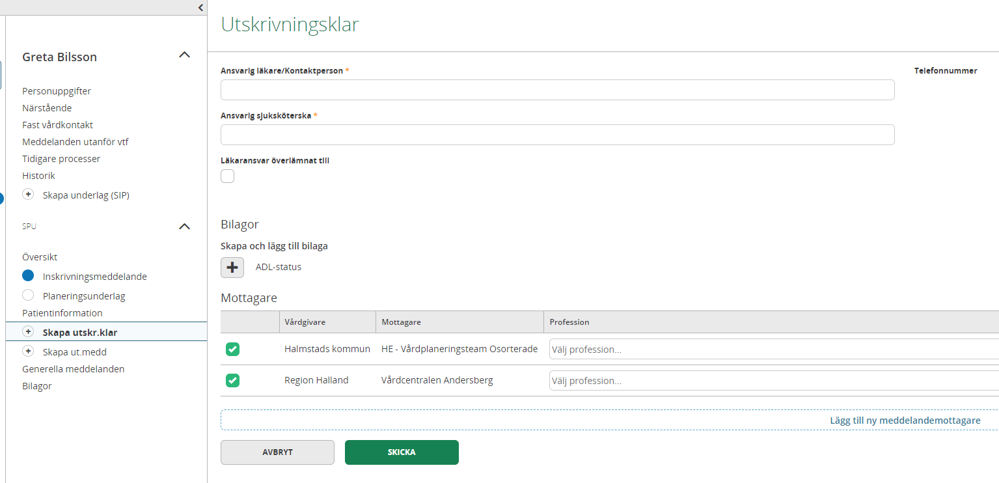 Greta Bilsson
Personuppgifter
Närstående
Fast vårdkontakt
Meddelanden utanför vtf
Tidigare processer
Historik
Skapa underlag (SIP)
SPU
Översikt
Inskrivningsmeddelande
Planeringsunderlag
Patientinformation
Skapa utskr.klar
Skapa ut.medd
Generella meddelanden
Bilagor
Utskrivningsklar
Ansvarig läkare/Kontaktperson *
Telefonnummer
Ansvarig sjuksköterska *
Läkaransvar överlämnat till
Bilagor
Skapa och lägg till bilaga
ADL-status
Mottagare
Vårdgivare Mottagare Profession
Halmstads kommun HE - Vårdplaneringsteam Osorterade Välj profession...
Region Halland Vårdcentralen Andersberg Välj profession...
Lägg till ny meddelandemottagare
AVBRYT SKICKA